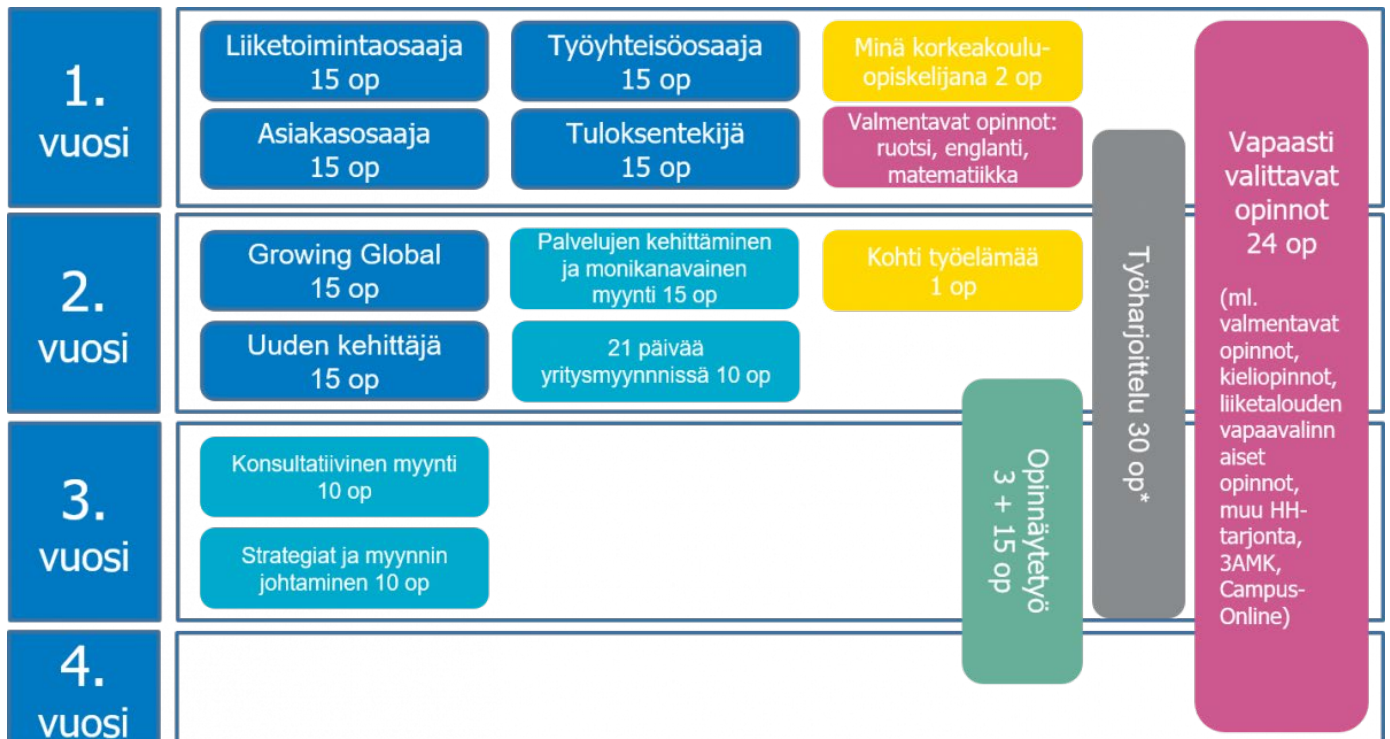 1.
vuosi
Liiketoimintaosaaja
15 op
Työyhteisöosaaja
15 op
Minä korkeakoulu-
opiskelijana 2 op
Asiakasosaaja
15 op
Tuloksentekijä
15 op
Valmentavat opinnot:
ruotsi, englanti,
matematiikka
2.
vuosi
Growing Global
15 op
Palvelujen kehittäminen
ja monikanavainen
myynti 15 op
Kohti työelämää
1 op
Uuden kehittäjä
15 op
21 päivää
yritysmyynnnissä 10 op
3.
vuosi
Konsultatiivinen myynti
10 op
Strategiat ja myynnin
johtaminen 10 op
4.
vuosi
Opinnäytetyö
3 + 15 op
Työharjoittelu 30 op*
Vapaasti
valittavat
opinnot
24 op
(ml.
valmentavat
opinnot,
kieliopinnot,
liiketalouden
vapaavalinn
aiset
opinnot,
muu HH-
tarjonta,
3AMK,
Campus-
Online)